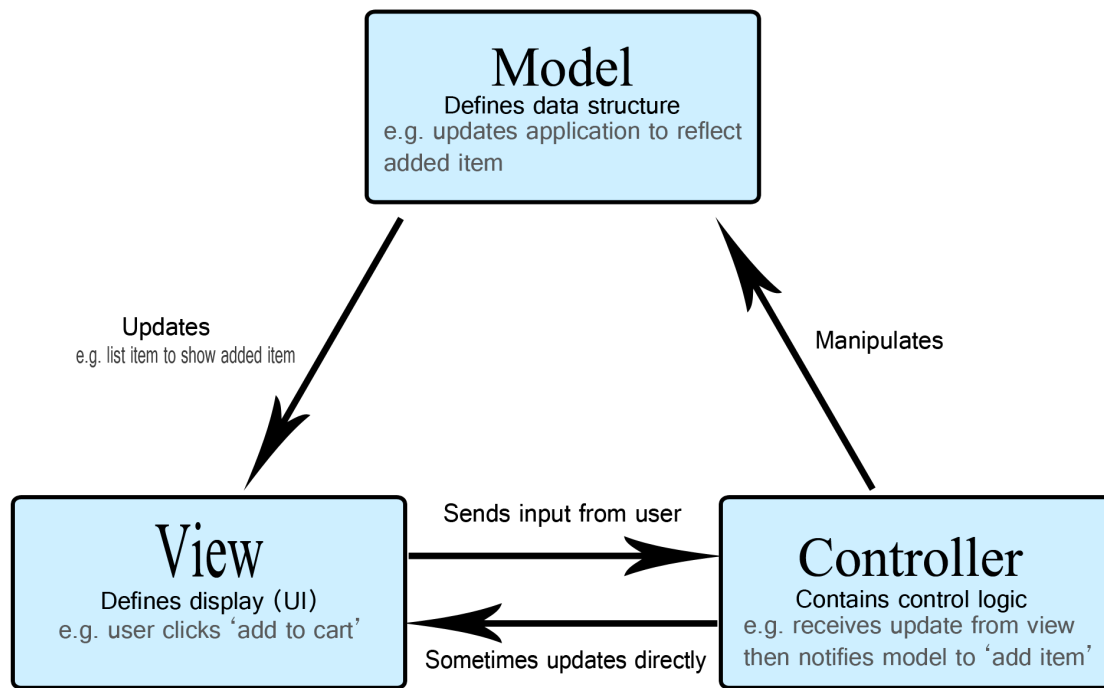 Model
Defines data structure
e.g. updates application to reflect
added item
Updates
e.g. list item to show added item
Manipulates
Sends input from user
View
Defines display (UI)
e.g. user clicks ‘add to cart’
Sometimes updates directly
Controller
Contains control logic
e.g. receives update from view
then notifies model to ‘add item’